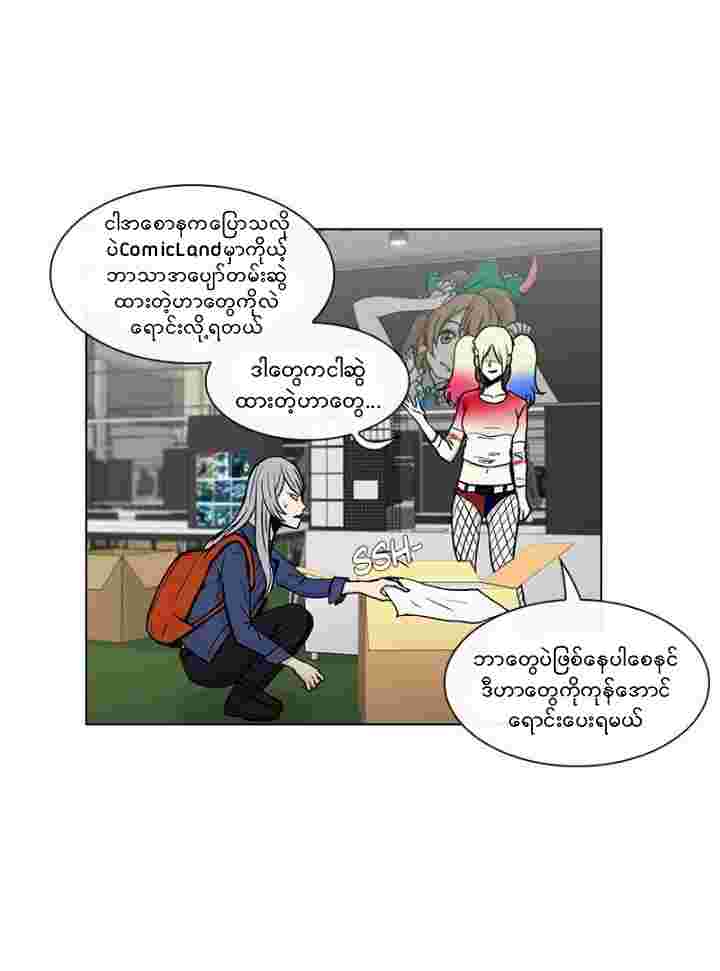 ငါအစောနကပြောသလို
ပဲComicLandမှာကိုယ့်
ဘာသာအပျော်တမ်းဆွဲ
ထားတဲ့ဟာတွေကိုလဲ
ရောင်းလို့ရတယ်
ဒါတွေကငါဆွဲ
ထားတဲ့ဟာတွေ...
SSH-
ဘာတွေပဲဖြစ်နေပါစေနင်
ဒီဟာတွေကိုကုန်အောင်
ရောင်းပေးရမယ်